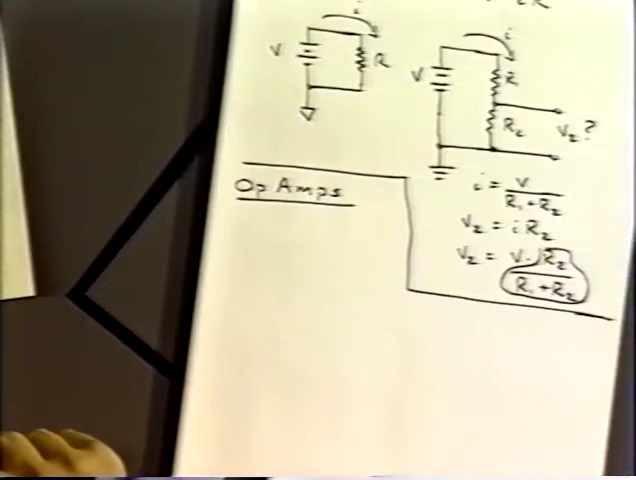 i
V
R
i
V
R
R₂
V₂?
Op Amps
i = V / R₁+R₂
V₂ = i R₂
V₂ = V · R₂ / R₁+R₂